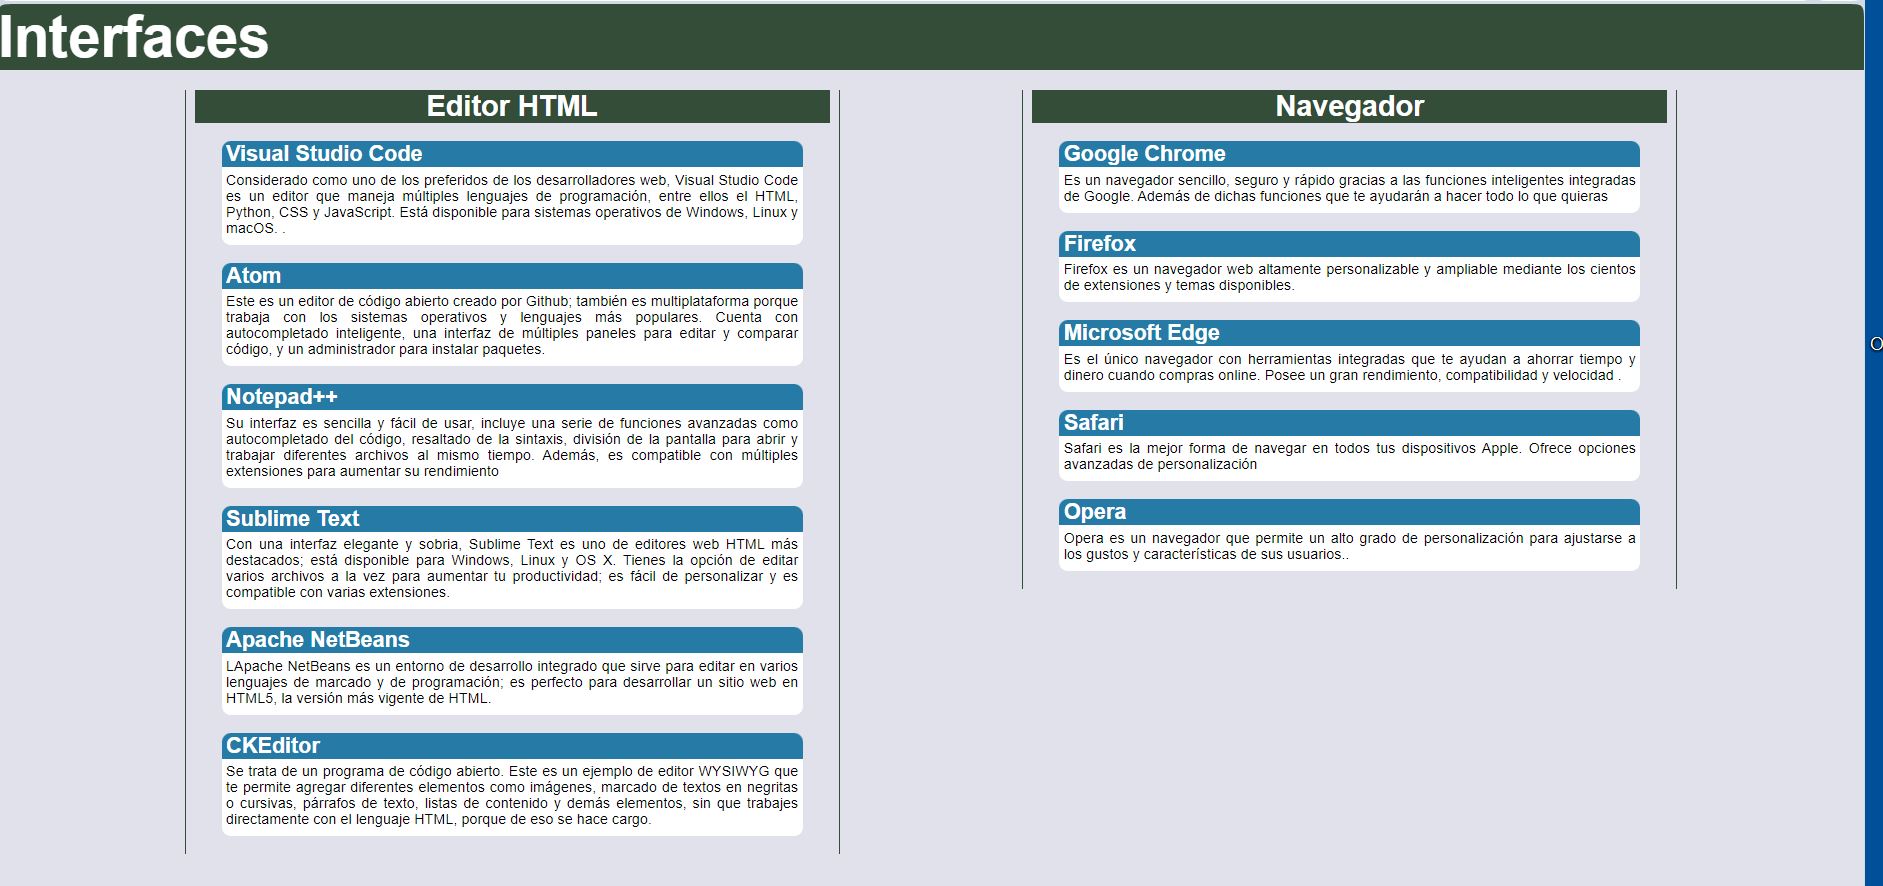 Interfaces
Editor HTML
Visual Studio Code
Considerado como uno de los preferidos de los desarrolladores web, Visual Studio Code
es un editor que maneja múltiples lenguajes de programación, entre ellos el HTML,
Python, CSS y JavaScript. Está disponible para sistemas operativos de Windows, Linux y
macOS. .
Atom
Este es un editor de código abierto creado por Github; también es multiplataforma porque
trabaja con los sistemas operativos y lenguajes más populares. Cuenta con
autocompletado inteligente, una interfaz de múltiples paneles para editar y comparar
código, y un administrador para instalar paquetes.
Notepad++
Su interfaz es sencilla y fácil de usar, incluye una serie de funciones avanzadas como
autocompletado del código, resaltado de la sintaxis, división de la pantalla para abrir y
trabajar diferentes archivos al mismo tiempo. Además, es compatible con múltiples
extensiones para aumentar su rendimiento
Sublime Text
Con una interfaz elegante y sobria, Sublime Text es uno de editores web HTML más
destacados; está disponible para Windows, Linux y OS X. Tienes la opción de editar
varios archivos a la vez para aumentar tu productividad; es fácil de personalizar y es
compatible con varias extensiones.
Apache NetBeans
LApache NetBeans es un entorno de desarrollo integrado que sirve para editar en varios
lenguajes de marcado y de programación; es perfecto para desarrollar un sitio web en
HTML5, la versión más vigente de HTML.
CKEditor
Se trata de un programa de código abierto. Este es un ejemplo de editor WYSIWYG que
te permite agregar diferentes elementos como imágenes, marcado de textos en negritas
o cursivas, párrafos de texto, listas de contenido y demás elementos, sin que trabajes
directamente con el lenguaje HTML, porque de eso se hace cargo.
Navegador
Google Chrome
Es un navegador sencillo, seguro y rápido gracias a las funciones inteligentes integradas
de Google. Además de dichas funciones que te ayudarán a hacer todo lo que quieras
Firefox
Firefox es un navegador web altamente personalizable y ampliable mediante los cientos
de extensiones y temas disponibles.
Microsoft Edge
Es el único navegador con herramientas integradas que te ayudan a ahorrar tiempo y
dinero cuando compras online. Posee un gran rendimiento, compatibilidad y velocidad .
Safari
Safari es la mejor forma de navegar en todos tus dispositivos Apple. Ofrece opciones
avanzadas de personalización
Opera
Opera es un navegador que permite un alto grado de personalización para ajustarse a
los gustos y características de sus usuarios..